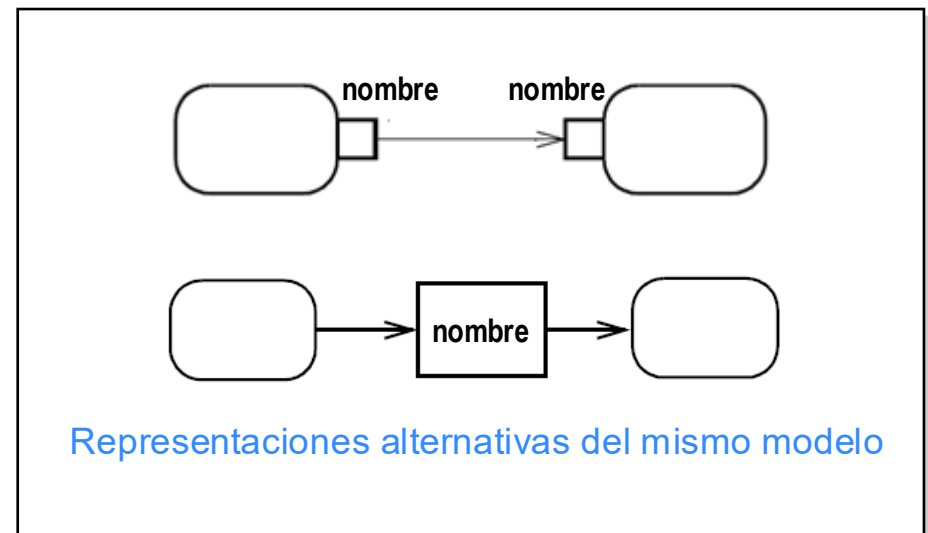 nombre nombre
nombre
Representaciones alternativas del mismo modelo